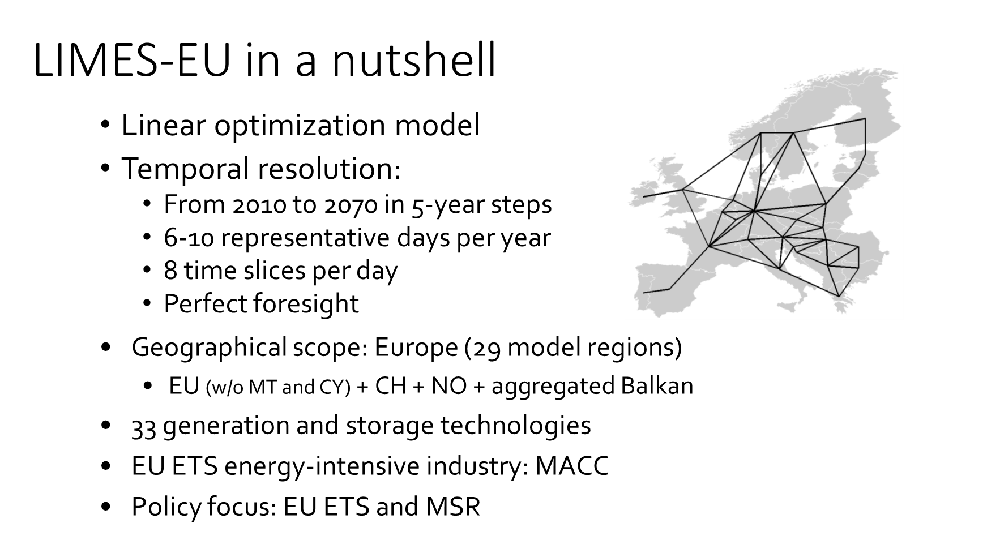 LIMES-EU in a nutshell
• Linear optimization model
• Temporal resolution:
• From 2010 to 2070 in 5-year steps
• 6-10 representative days per year
• 8 time slices per day
• Perfect foresight
• Geographical scope: Europe (29 model regions)
• EU (w/o MT and CY) + CH + NO + aggregated Balkan
• 33 generation and storage technologies
• EU ETS energy-intensive industry: MACC
• Policy focus: EU ETS and MSR